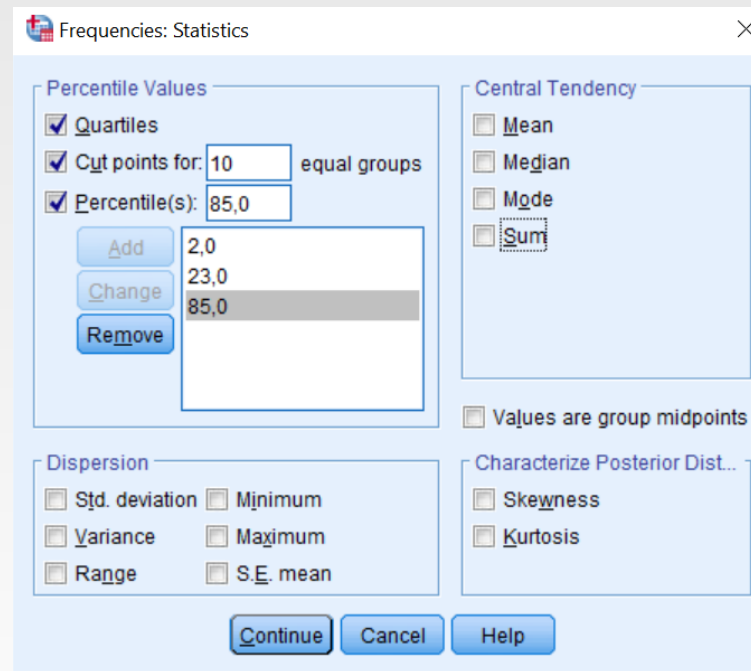 Frequencies: Statistics
Percentile Values
Quartiles
Cut points for: 10 equal groups
Percentile(s): 85,0
Add
Change
Remove
2,0
23,0
85,0
Central Tendency
Mean
Median
Mode
Sum
Values are group midpoints
Dispersion
Std. deviation Minimum
Variance Maximum
Range S.E. mean
Characterize Posterior Dist...
Skewness
Kurtosis
Continue Cancel Help